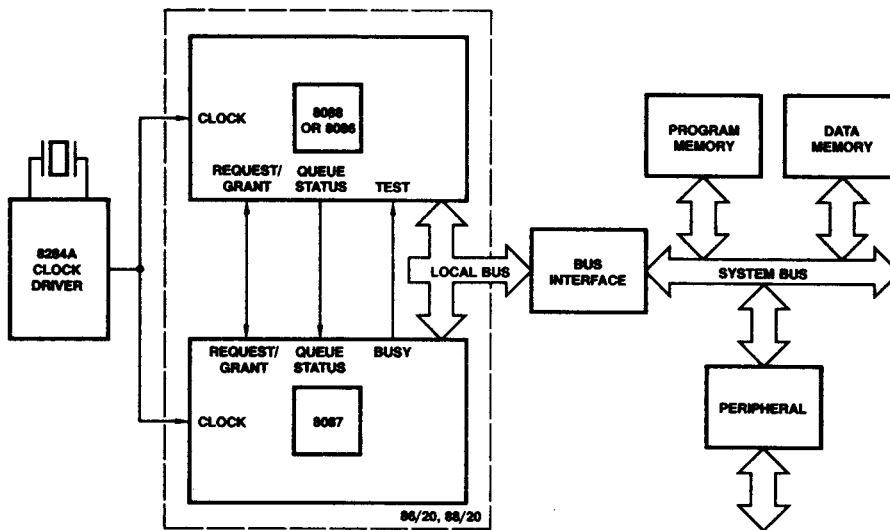 CLOCK
8088
OR 8086
REQUEST/
GRANT
QUEUE
STATUS
TEST
8284A
CLOCK
DRIVER
LOCAL BUS
BUS
INTERFACE
PROGRAM
MEMORY
DATA
MEMORY
SYSTEM BUS
PERIPHERAL
REQUEST/
GRANT
QUEUE
STATUS
BUSY
CLOCK
8087
86/20, 88/20